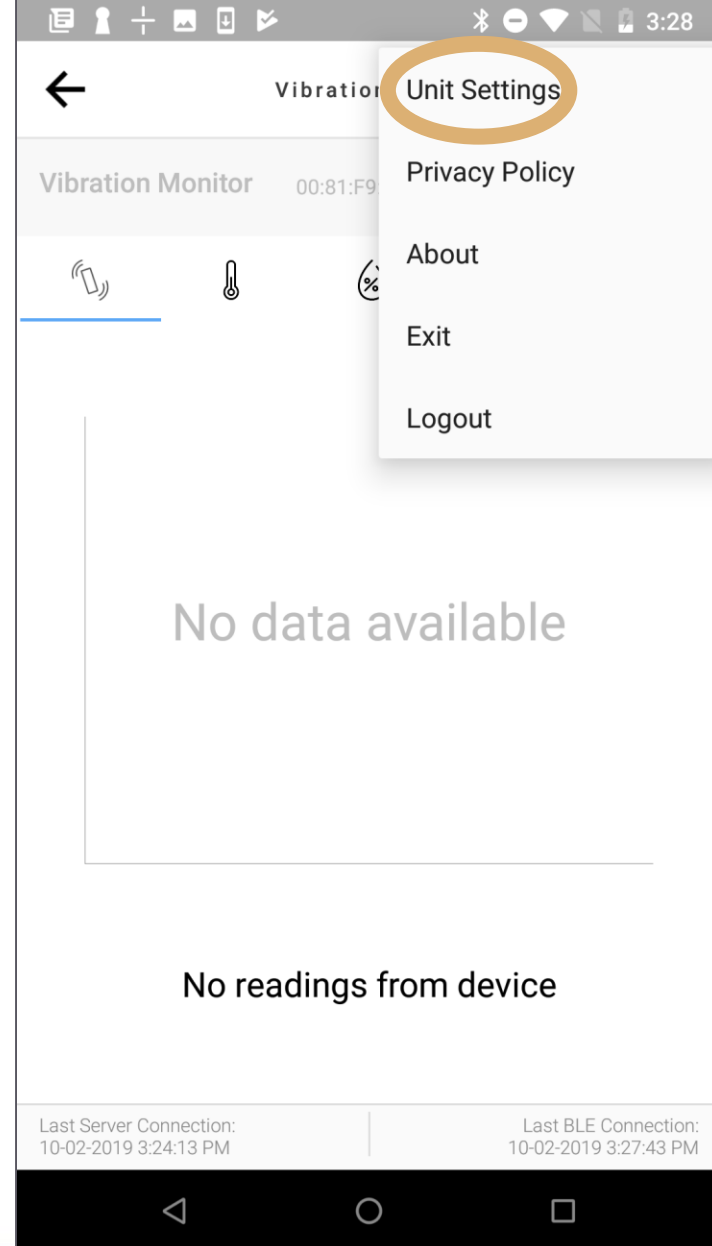 3:28
Vibration
Unit Settings
Vibration Monitor 00:81:F9
Privacy Policy
About
%
Exit
Logout
No data available
No readings from device
Last Server Connection:
10-02-2019 3:24:13 PM
Last BLE Connection:
10-02-2019 3:27:43 PM